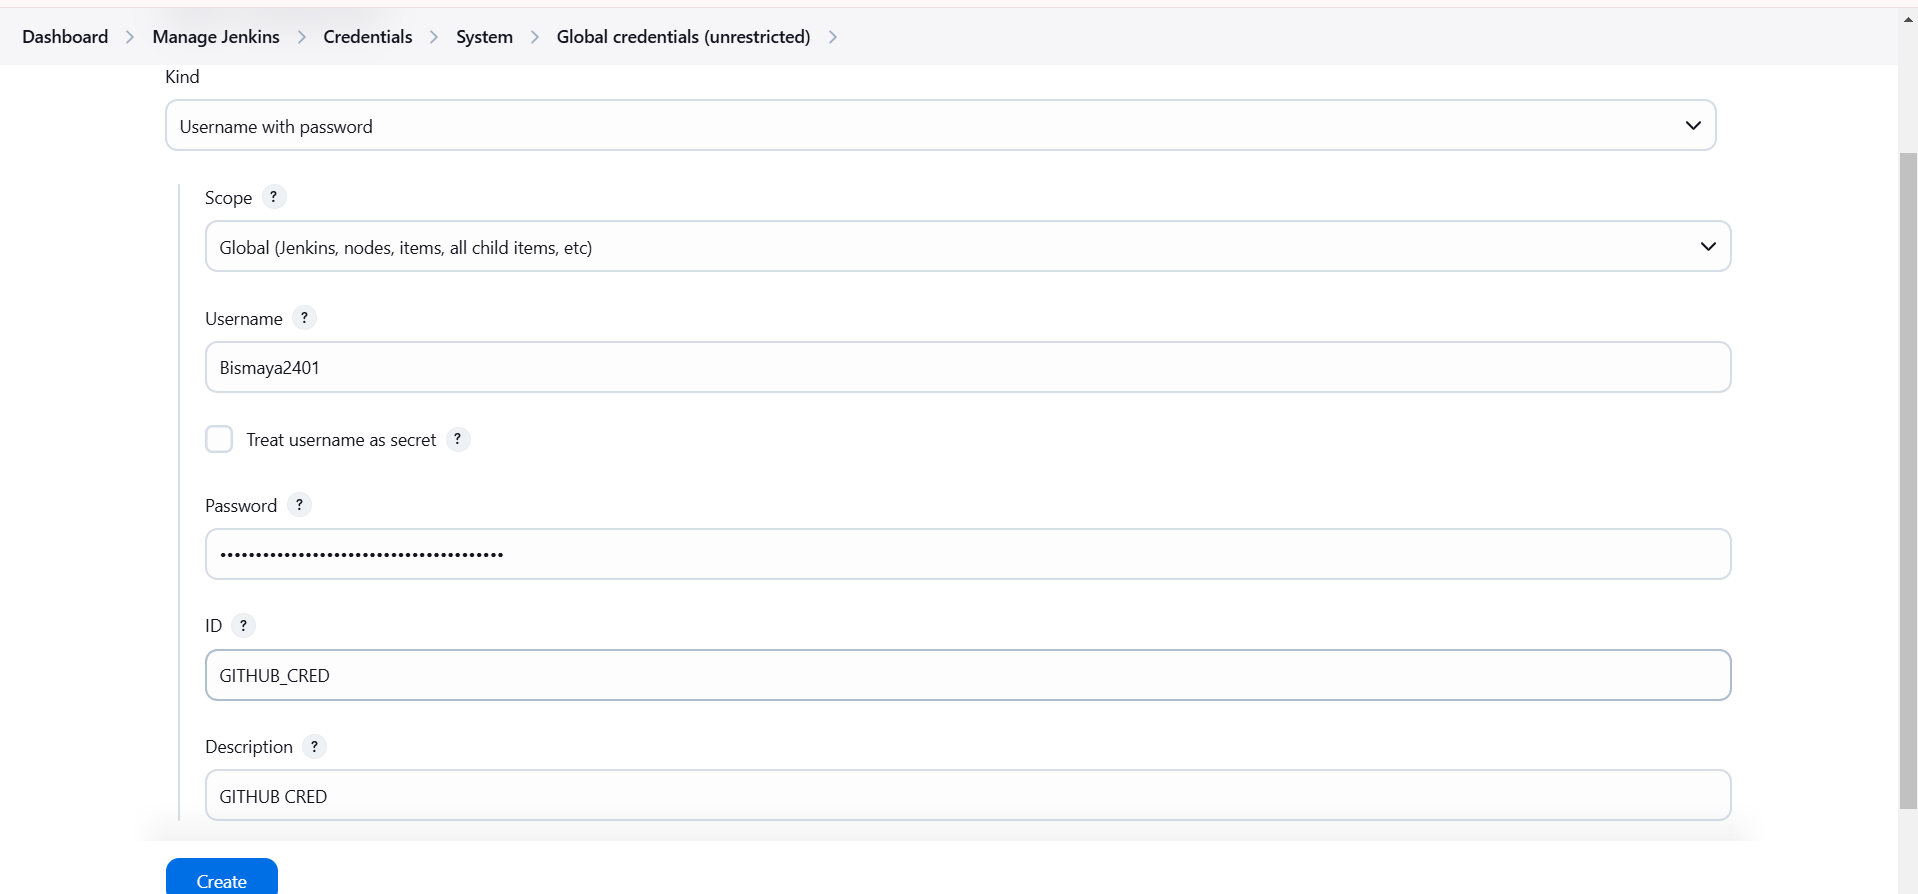 Dashboard > Manage Jenkins > Credentials > System > Global credentials (unrestricted) >
Kind
Username with password
Scope ?
Global (Jenkins, nodes, items, all child items, etc)
Username ?
Bismaya2401
Treat username as secret ?
Password ?
••••••••••••••••••••••••••••••••••••••••
ID ?
GITHUB_CRED
Description ?
GITHUB CRED
Create